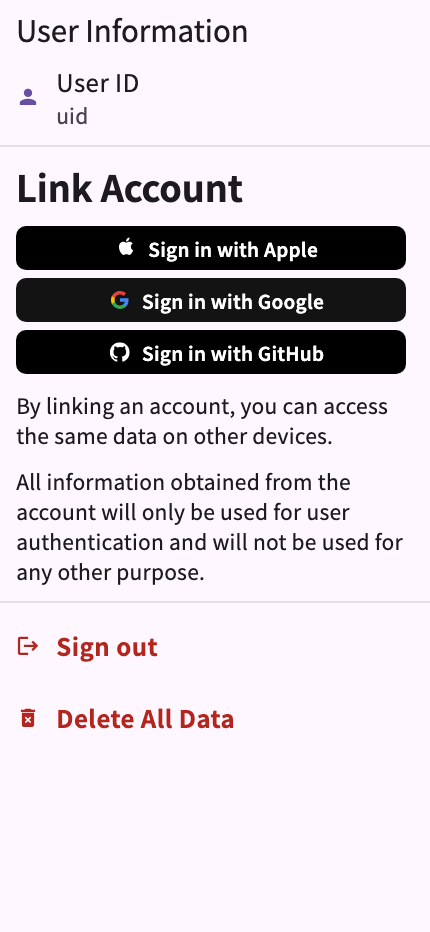 User Information
User ID
uid
Link Account
Sign in with Apple
Sign in with Google
Sign in with GitHub
By linking an account, you can access
the same data on other devices.
All information obtained from the
account will only be used for user
authentication and will not be used for
any other purpose.
Sign out
Delete All Data